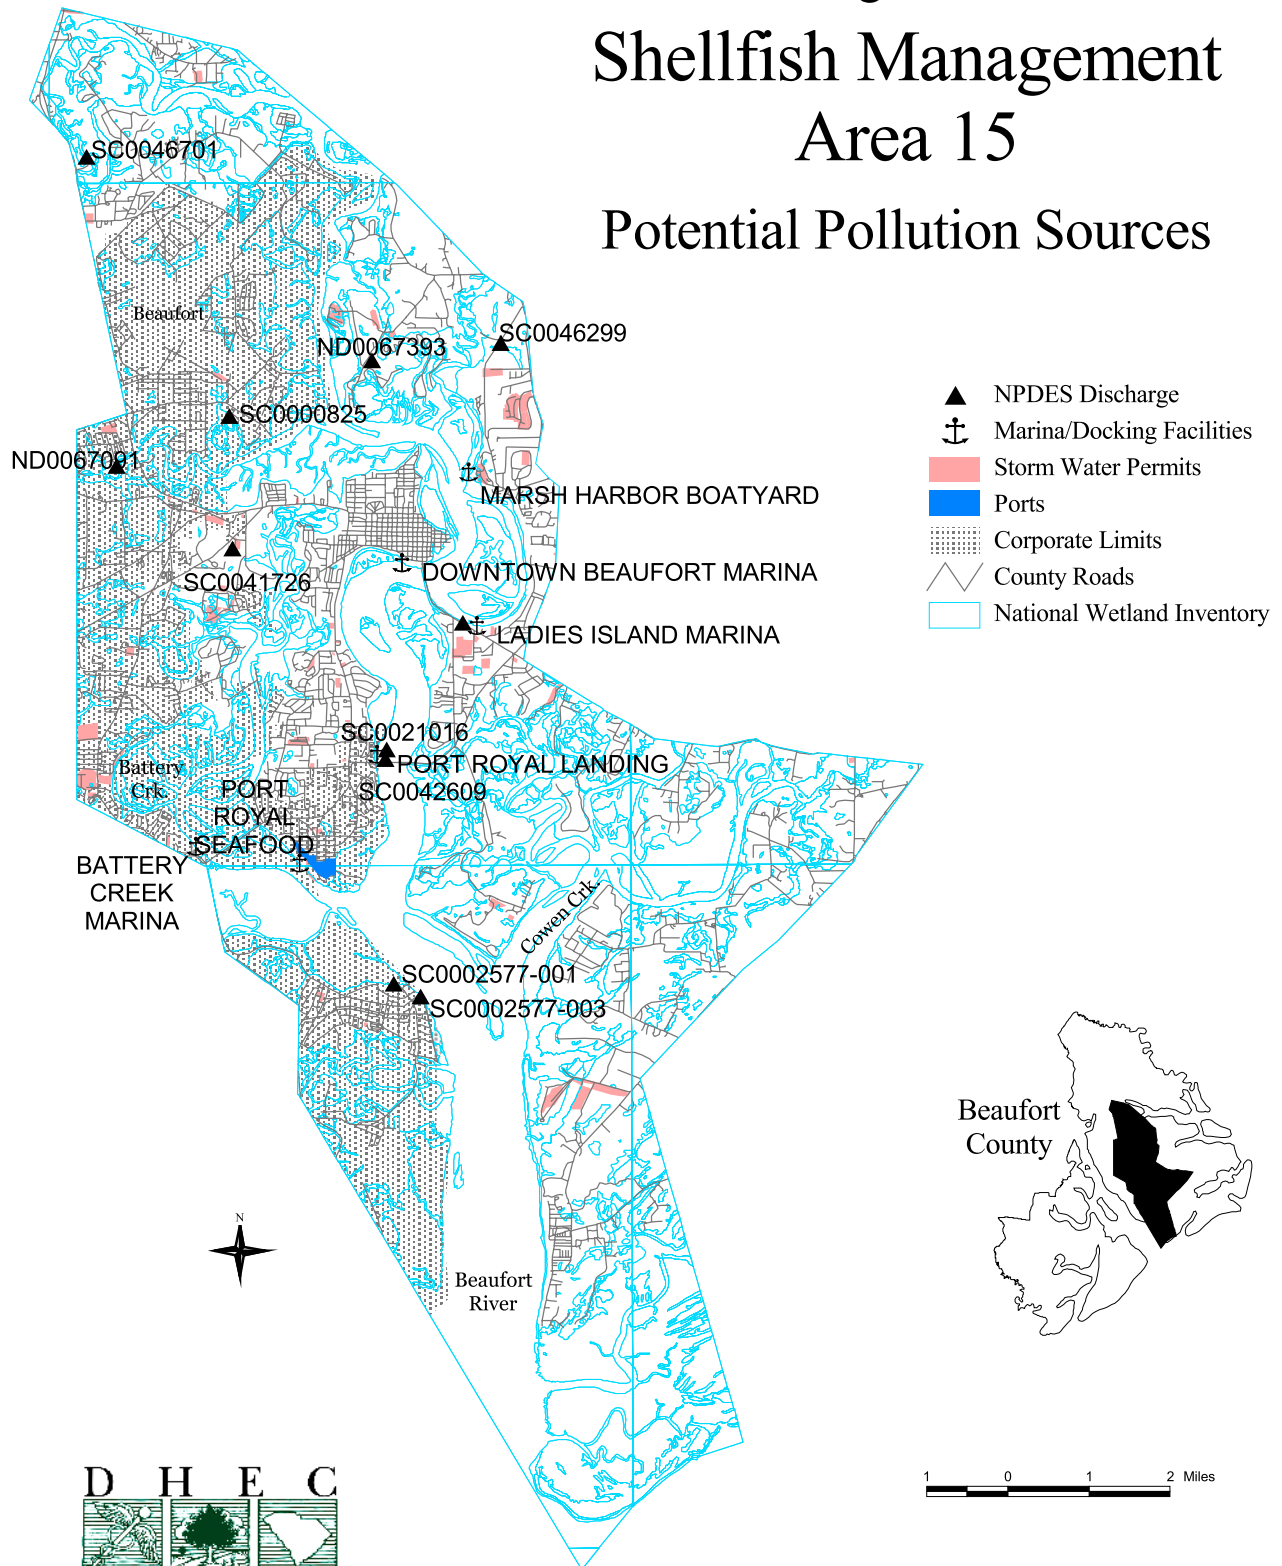 Shellfish Management
Area 15
Potential Pollution Sources
SC0046701
Beaufort
ND0067393
SC0046299
SC0000825
ND0067091
MARSH HARBOR BOATYARD
DOWNTOWN BEAUFORT MARINA
SC0041726
LADIES ISLAND MARINA
SC0021016
PORT ROYAL LANDING
SC0042609
Battery
Crk.
PORT
ROYAL
SEAFOOD
BATTERY
CREEK
MARINA
Cowen Crk.
SC0002577-001
SC0002577-003
Beaufort
River
NPDES Discharge
Marina/Docking Facilities
Storm Water Permits
Ports
Corporate Limits
County Roads
National Wetland Inventory
Beaufort
County
N
1 0 1 2 Miles
D H E C